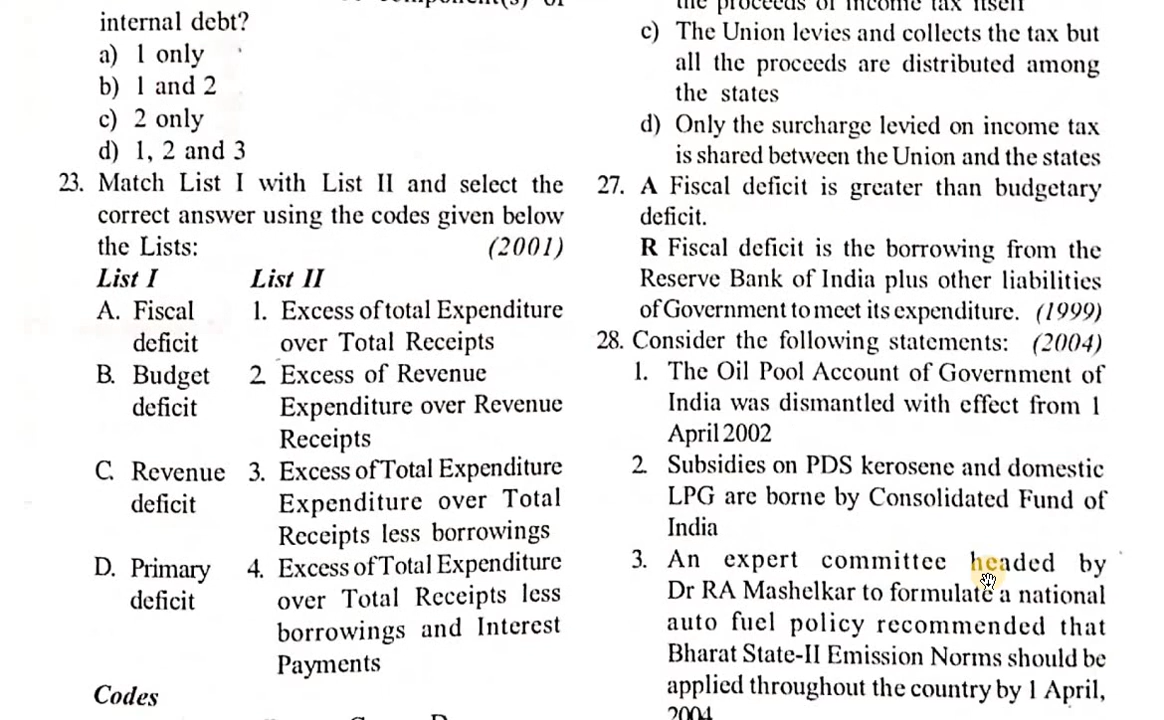 internal debt?
a) 1 only
b) 1 and 2
c) 2 only
d) 1, 2 and 3
23. Match List I with List II and select the
correct answer using the codes given below
the Lists: (2001)
List I List II
A. Fiscal 1. Excess of total Expenditure
deficit over Total Receipts
B. Budget 2 Excess of Revenue
deficit Expenditure over Revenue
Receipts
C. Revenue 3. Excess of Total Expenditure
deficit Expenditure over Total
Receipts less borrowings
D. Primary 4. Excess of Total Expenditure
deficit over Total Receipts less
borrowings and Interest
Payments
Codes
the proceeds of income tax itself
c) The Union levies and collects the tax but
all the proceeds are distributed among
the states
d) Only the surcharge levied on income tax
is shared between the Union and the states
27. A Fiscal deficit is greater than budgetary
deficit.
R Fiscal deficit is the borrowing from the
Reserve Bank of India plus other liabilities
of Government to meet its expenditure. (1999)
28. Consider the following statements: (2004)
1. The Oil Pool Account of Government of
India was dismantled with effect from 1
April 2002
2 Subsidies on PDS kerosene and domestic
LPG are borne by Consolidated Fund of
India
3. An expert committee headed by
Dr RA Mashelkar to formulate a national
auto fuel policy recommended that
Bharat State-II Emission Norms should be
applied throughout the country by 1 April,
2004